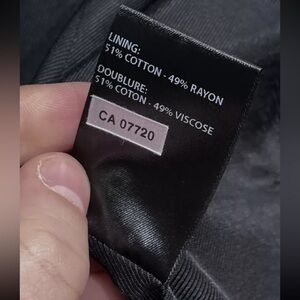 LINING:
51% COTTON - 49% RAYON
DOUBLURE:
51% COTON - 49% VISCOSE
CA 07720